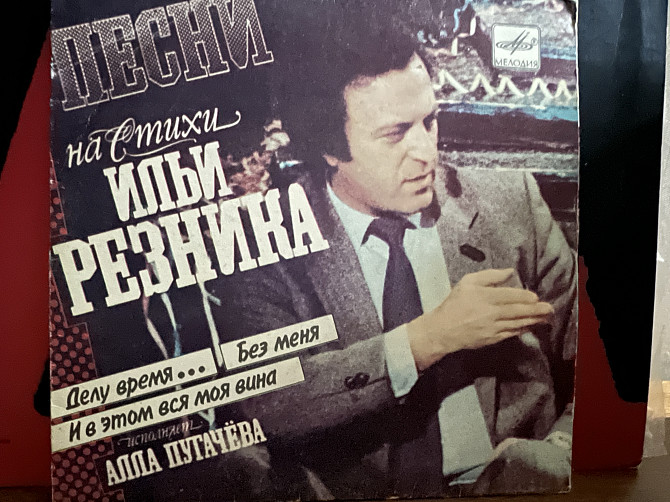 ПЕСНИ
МЕЛОДИЯ
на Стихи
ИЛЬИ
РЕЗНИКА
Делу время...
Без меня
И в этом вся моя вина
исполняет
АЛЛА ПУГАЧЁВА